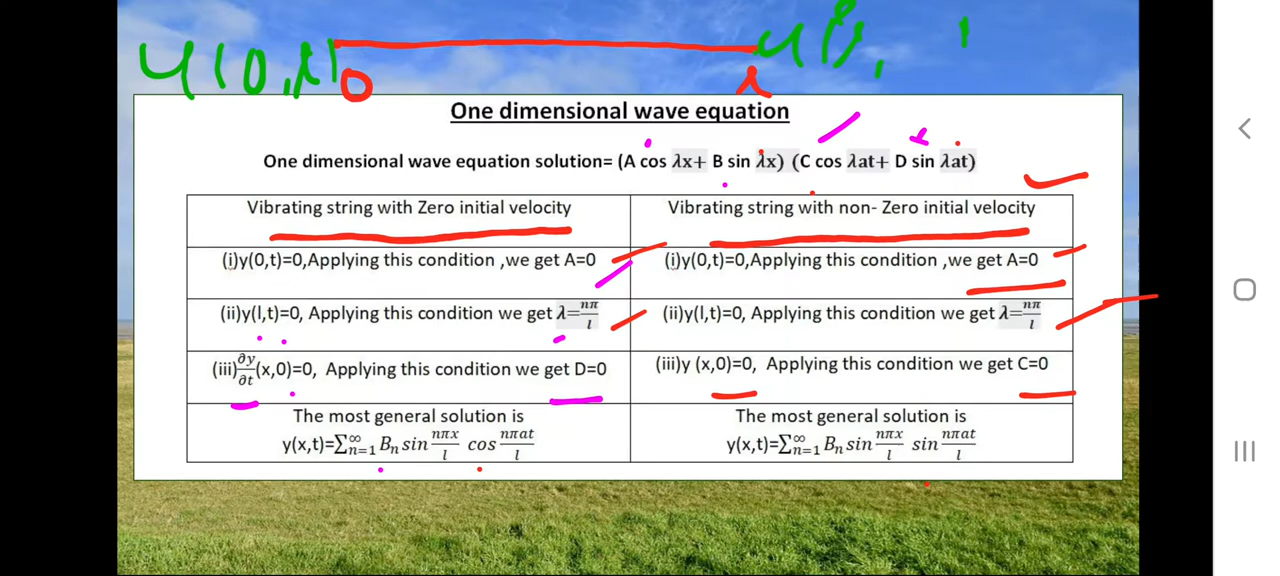 y(0,t) y(l,
0 l
One dimensional wave equation
One dimensional wave equation solution= (A cos λx+ B sin λx) (C cos λat+ D sin λat)
Vibrating string with Zero initial velocity
Vibrating string with non- Zero initial velocity
(i)y(0,t)=0,Applying this condition ,we get A=0
(i)y(0,t)=0,Applying this condition ,we get A=0
(ii)y(l,t)=0, Applying this condition we get λ=nπ/l
(ii)y(l,t)=0, Applying this condition we get λ=nπ/l
(iii)∂y/∂t(x,0)=0, Applying this condition we get D=0
(iii)y (x,0)=0, Applying this condition we get C=0
The most general solution is
y(x,t)=∑_{n=1}^{∞} B_n sin nπx/l cos nπat/l
The most general solution is
y(x,t)=∑_{n=1}^{∞} B_n sin nπx/l sin nπat/l